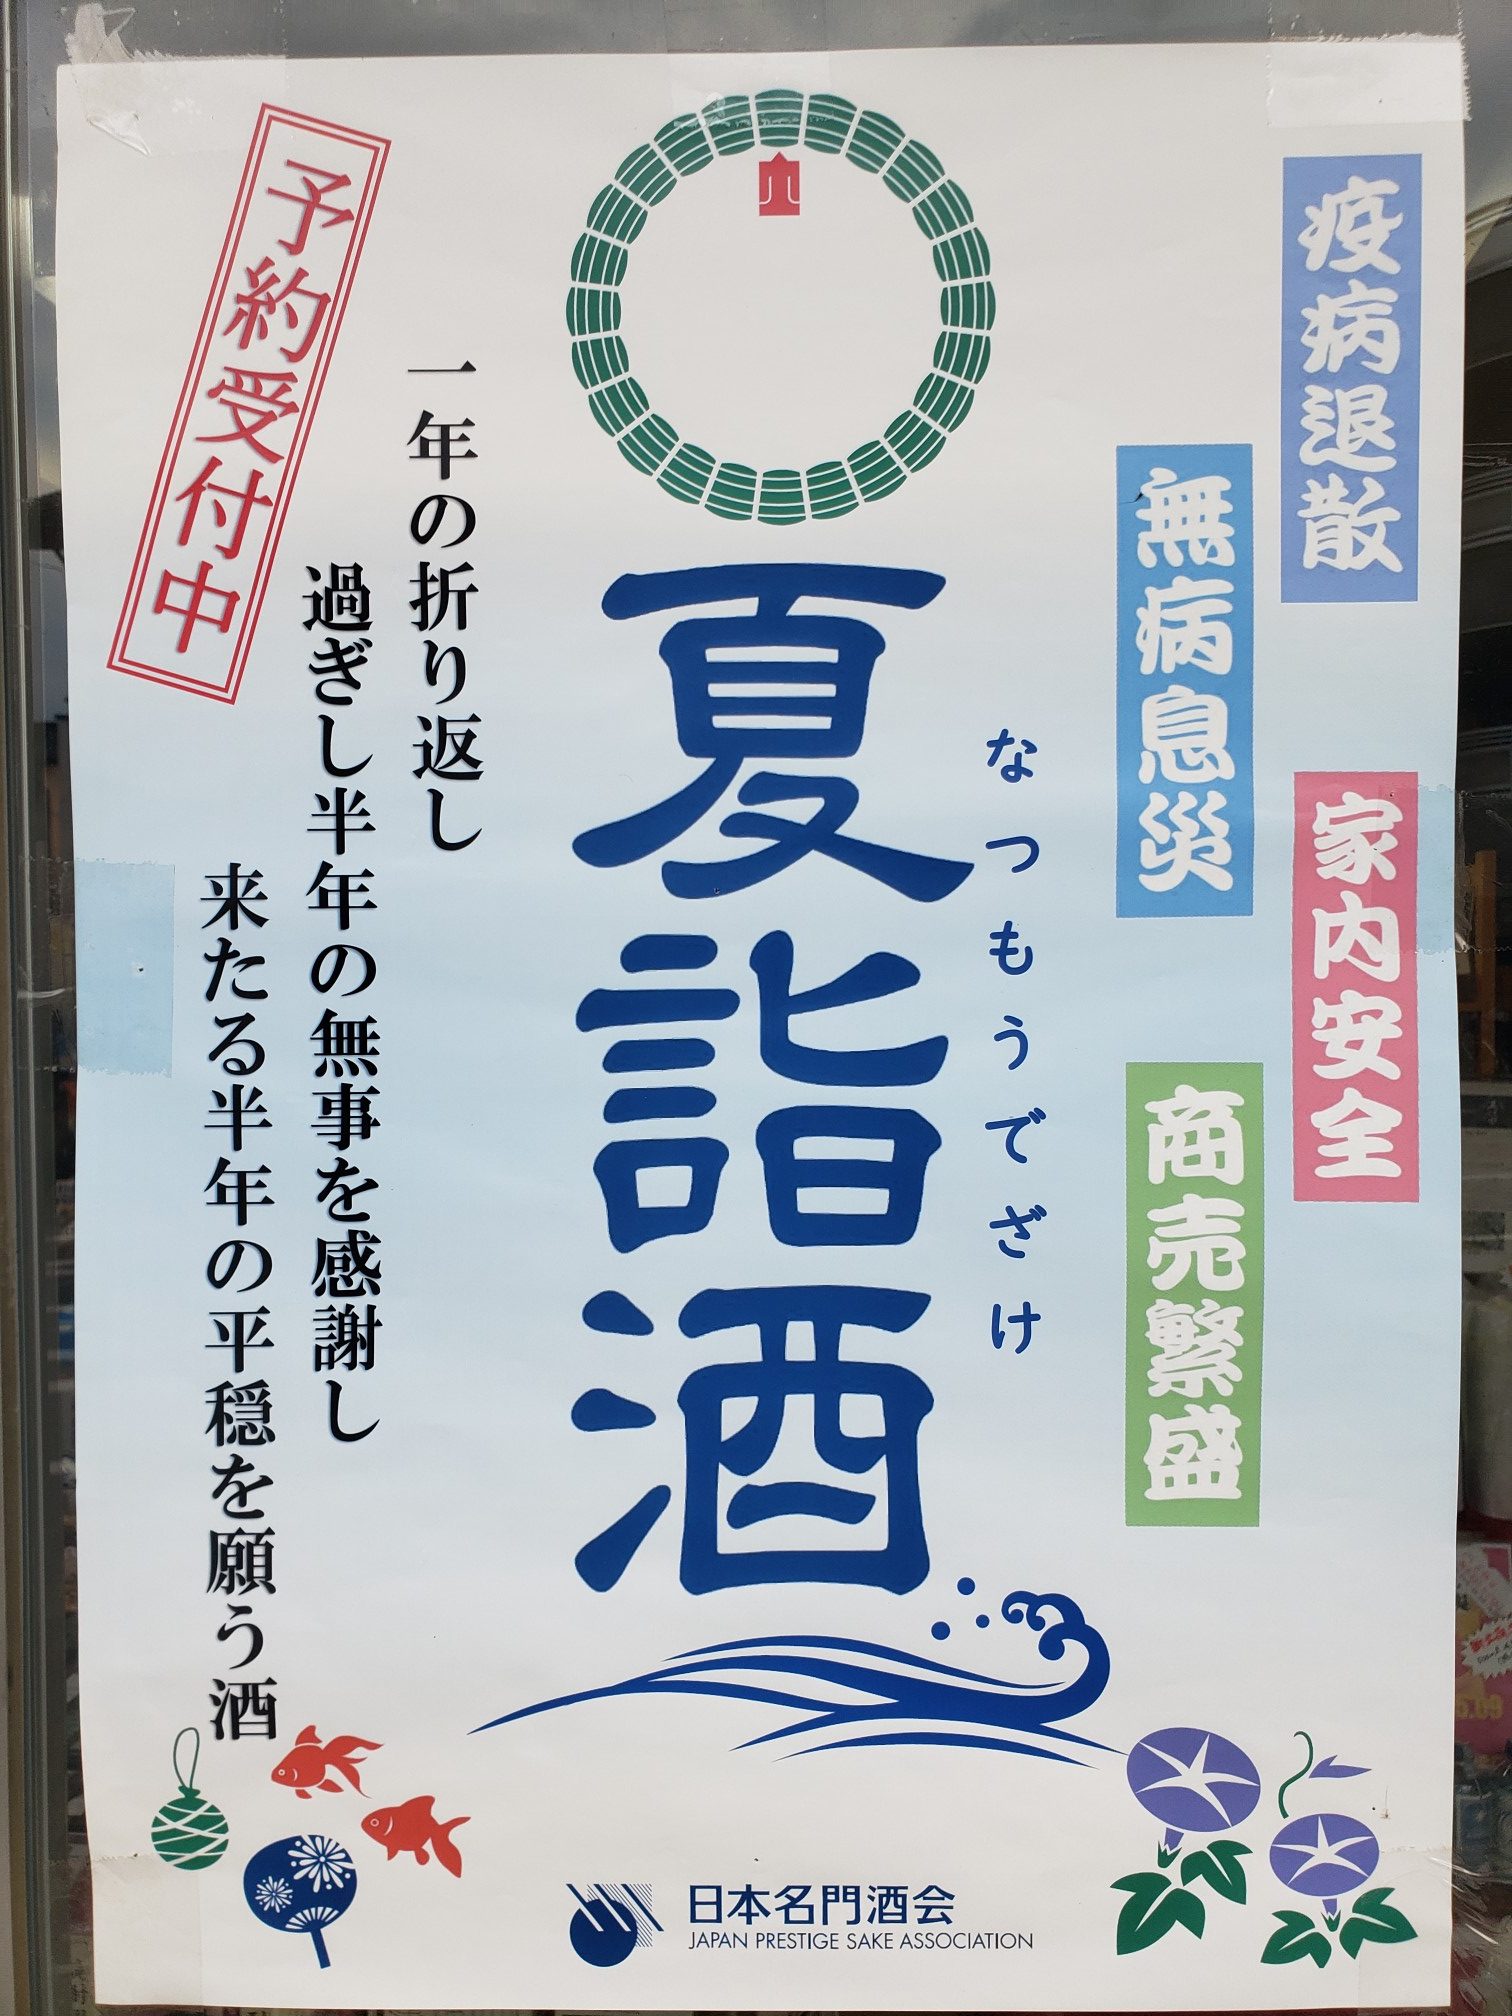 疫病退散
無病息災
家内安全
商売繁盛
夏詣酒
なつもうでざけ
一年の折り返し
過ぎし半年の無事を感謝し
来たる半年の平穏を願う酒
予約受付中
日本名門酒会
JAPAN PRESTIGE SAKE ASSOCIATION